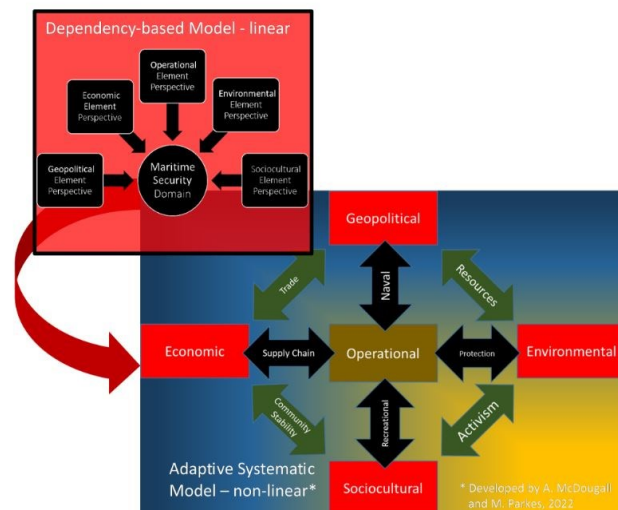 Dependency-based Model - linear
Operational
Element
Perspective
Economic
Element
Perspective
Environmental
Element
Perspective
Geopolitical
Element
Perspective
Maritime
Security
Domain
Sociocultural
Element
Perspective
Geopolitical
Trade
Naval
Resources
Economic
Supply Chain
Operational
Protection
Environmental
Community
Stability
Recreational
Activism
Adaptive Systematic
Model – non-linear*
Sociocultural
* Developed by A. McDougall
and M. Parkes, 2022